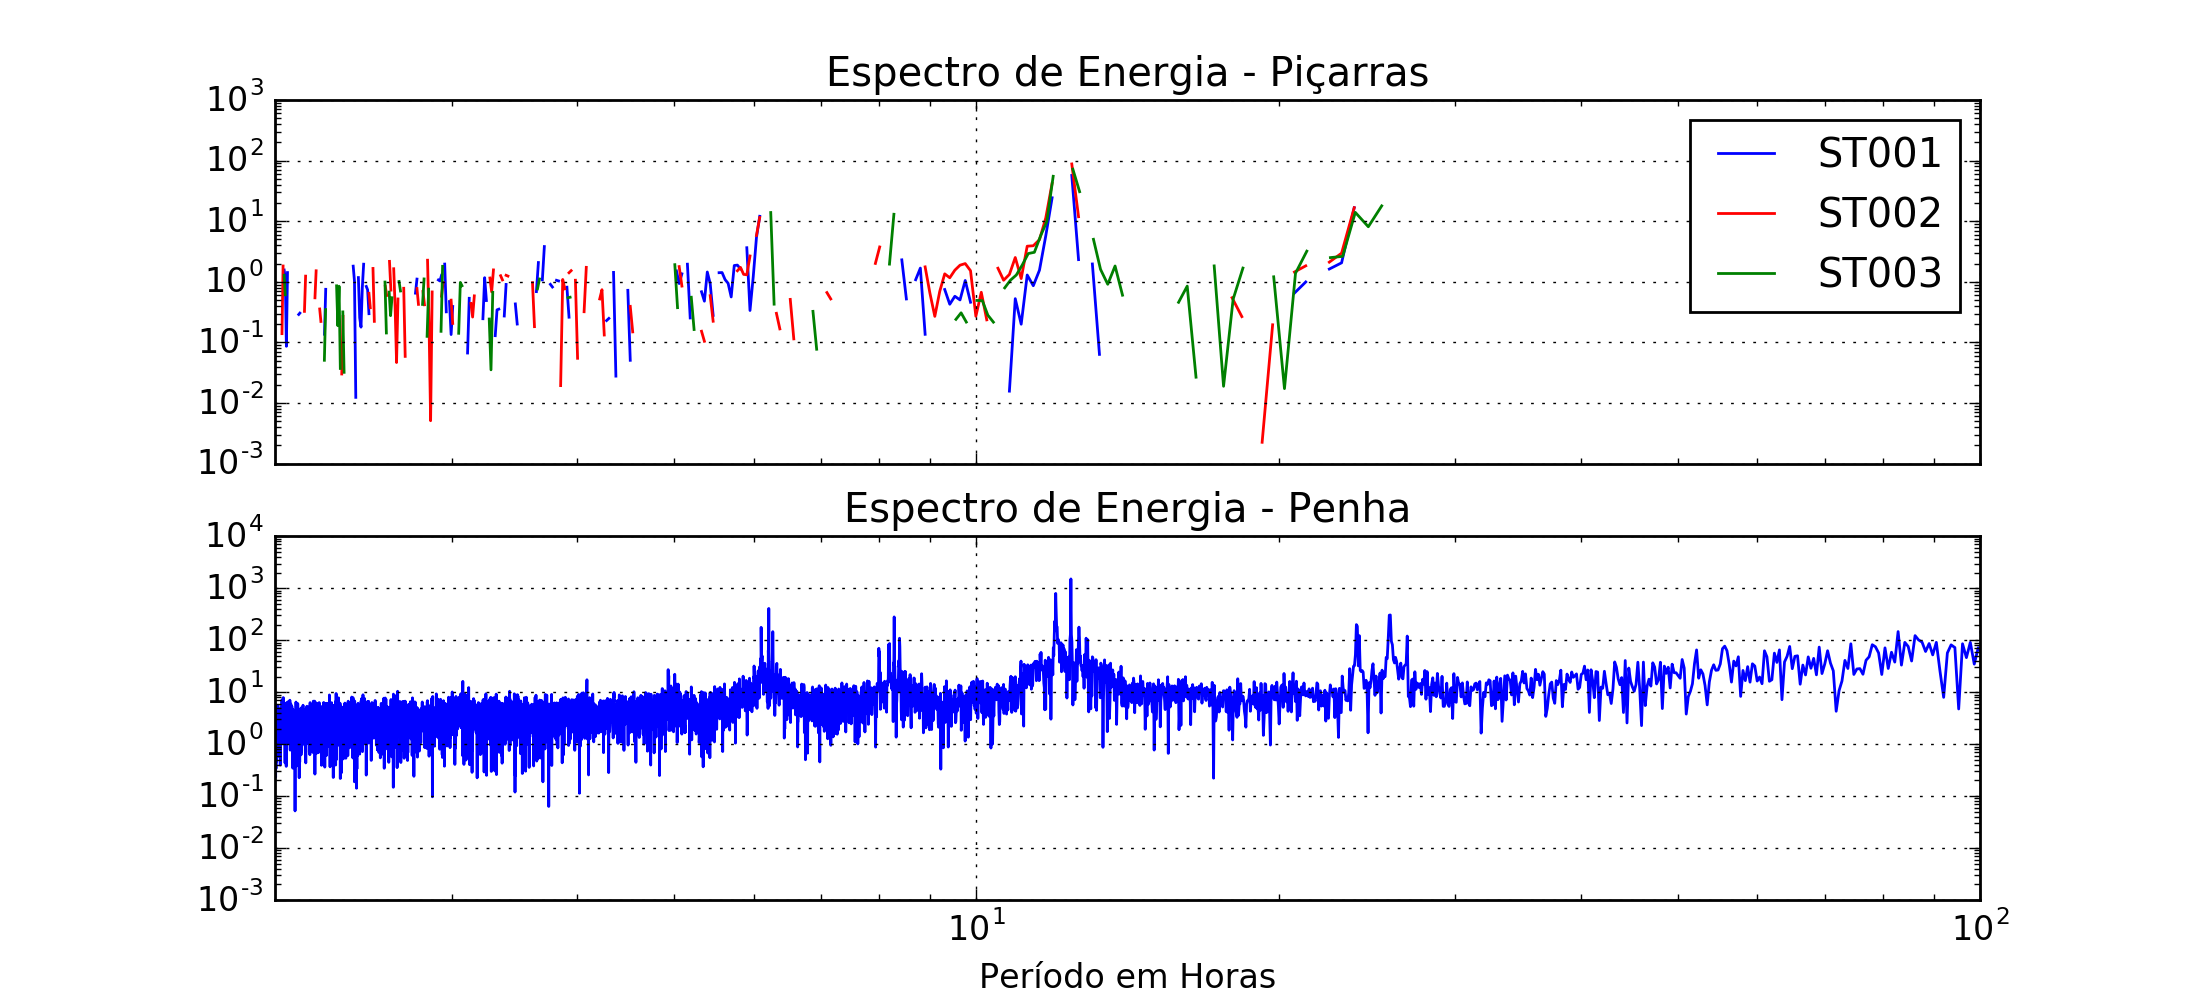 Espectro de Energia - Piçarras
10^3
10^2
10^1
10^0
10^-1
10^-2
10^-3
ST001
ST002
ST003
Espectro de Energia - Penha
10^4
10^3
10^2
10^1
10^0
10^-1
10^-2
10^-3
10^1 10^2
Período em Horas